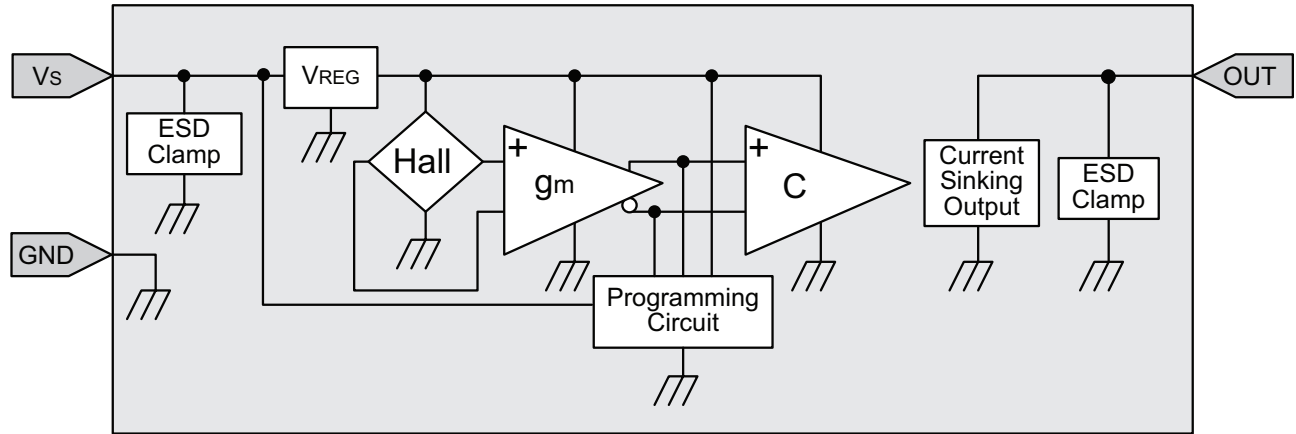 Vs
VREG
OUT
ESD
Clamp
Hall
+
gm
+
C
Current
Sinking
Output
ESD
Clamp
GND
Programming
Circuit